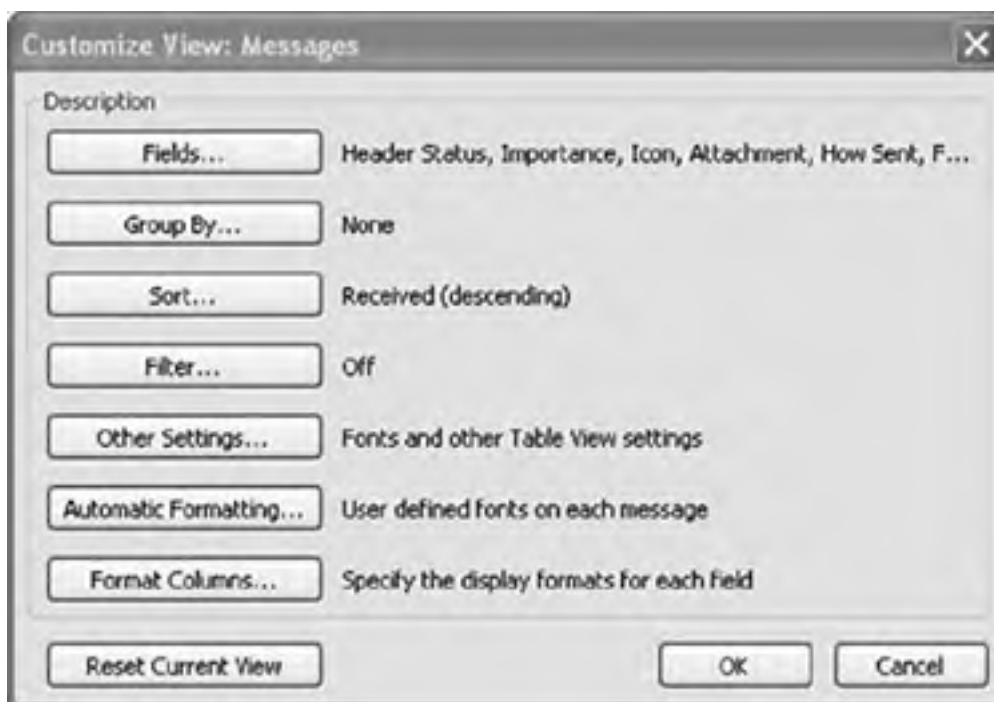 Customize View: Messages
Description
Fields... Header Status, Importance, Icon, Attachment, How Sent, F...
Group By... None
Sort... Received (descending)
Filter... Off
Other Settings... Fonts and other Table View settings
Automatic Formatting... User defined fonts on each message
Format Columns... Specify the display formats for each field
Reset Current View OK Cancel